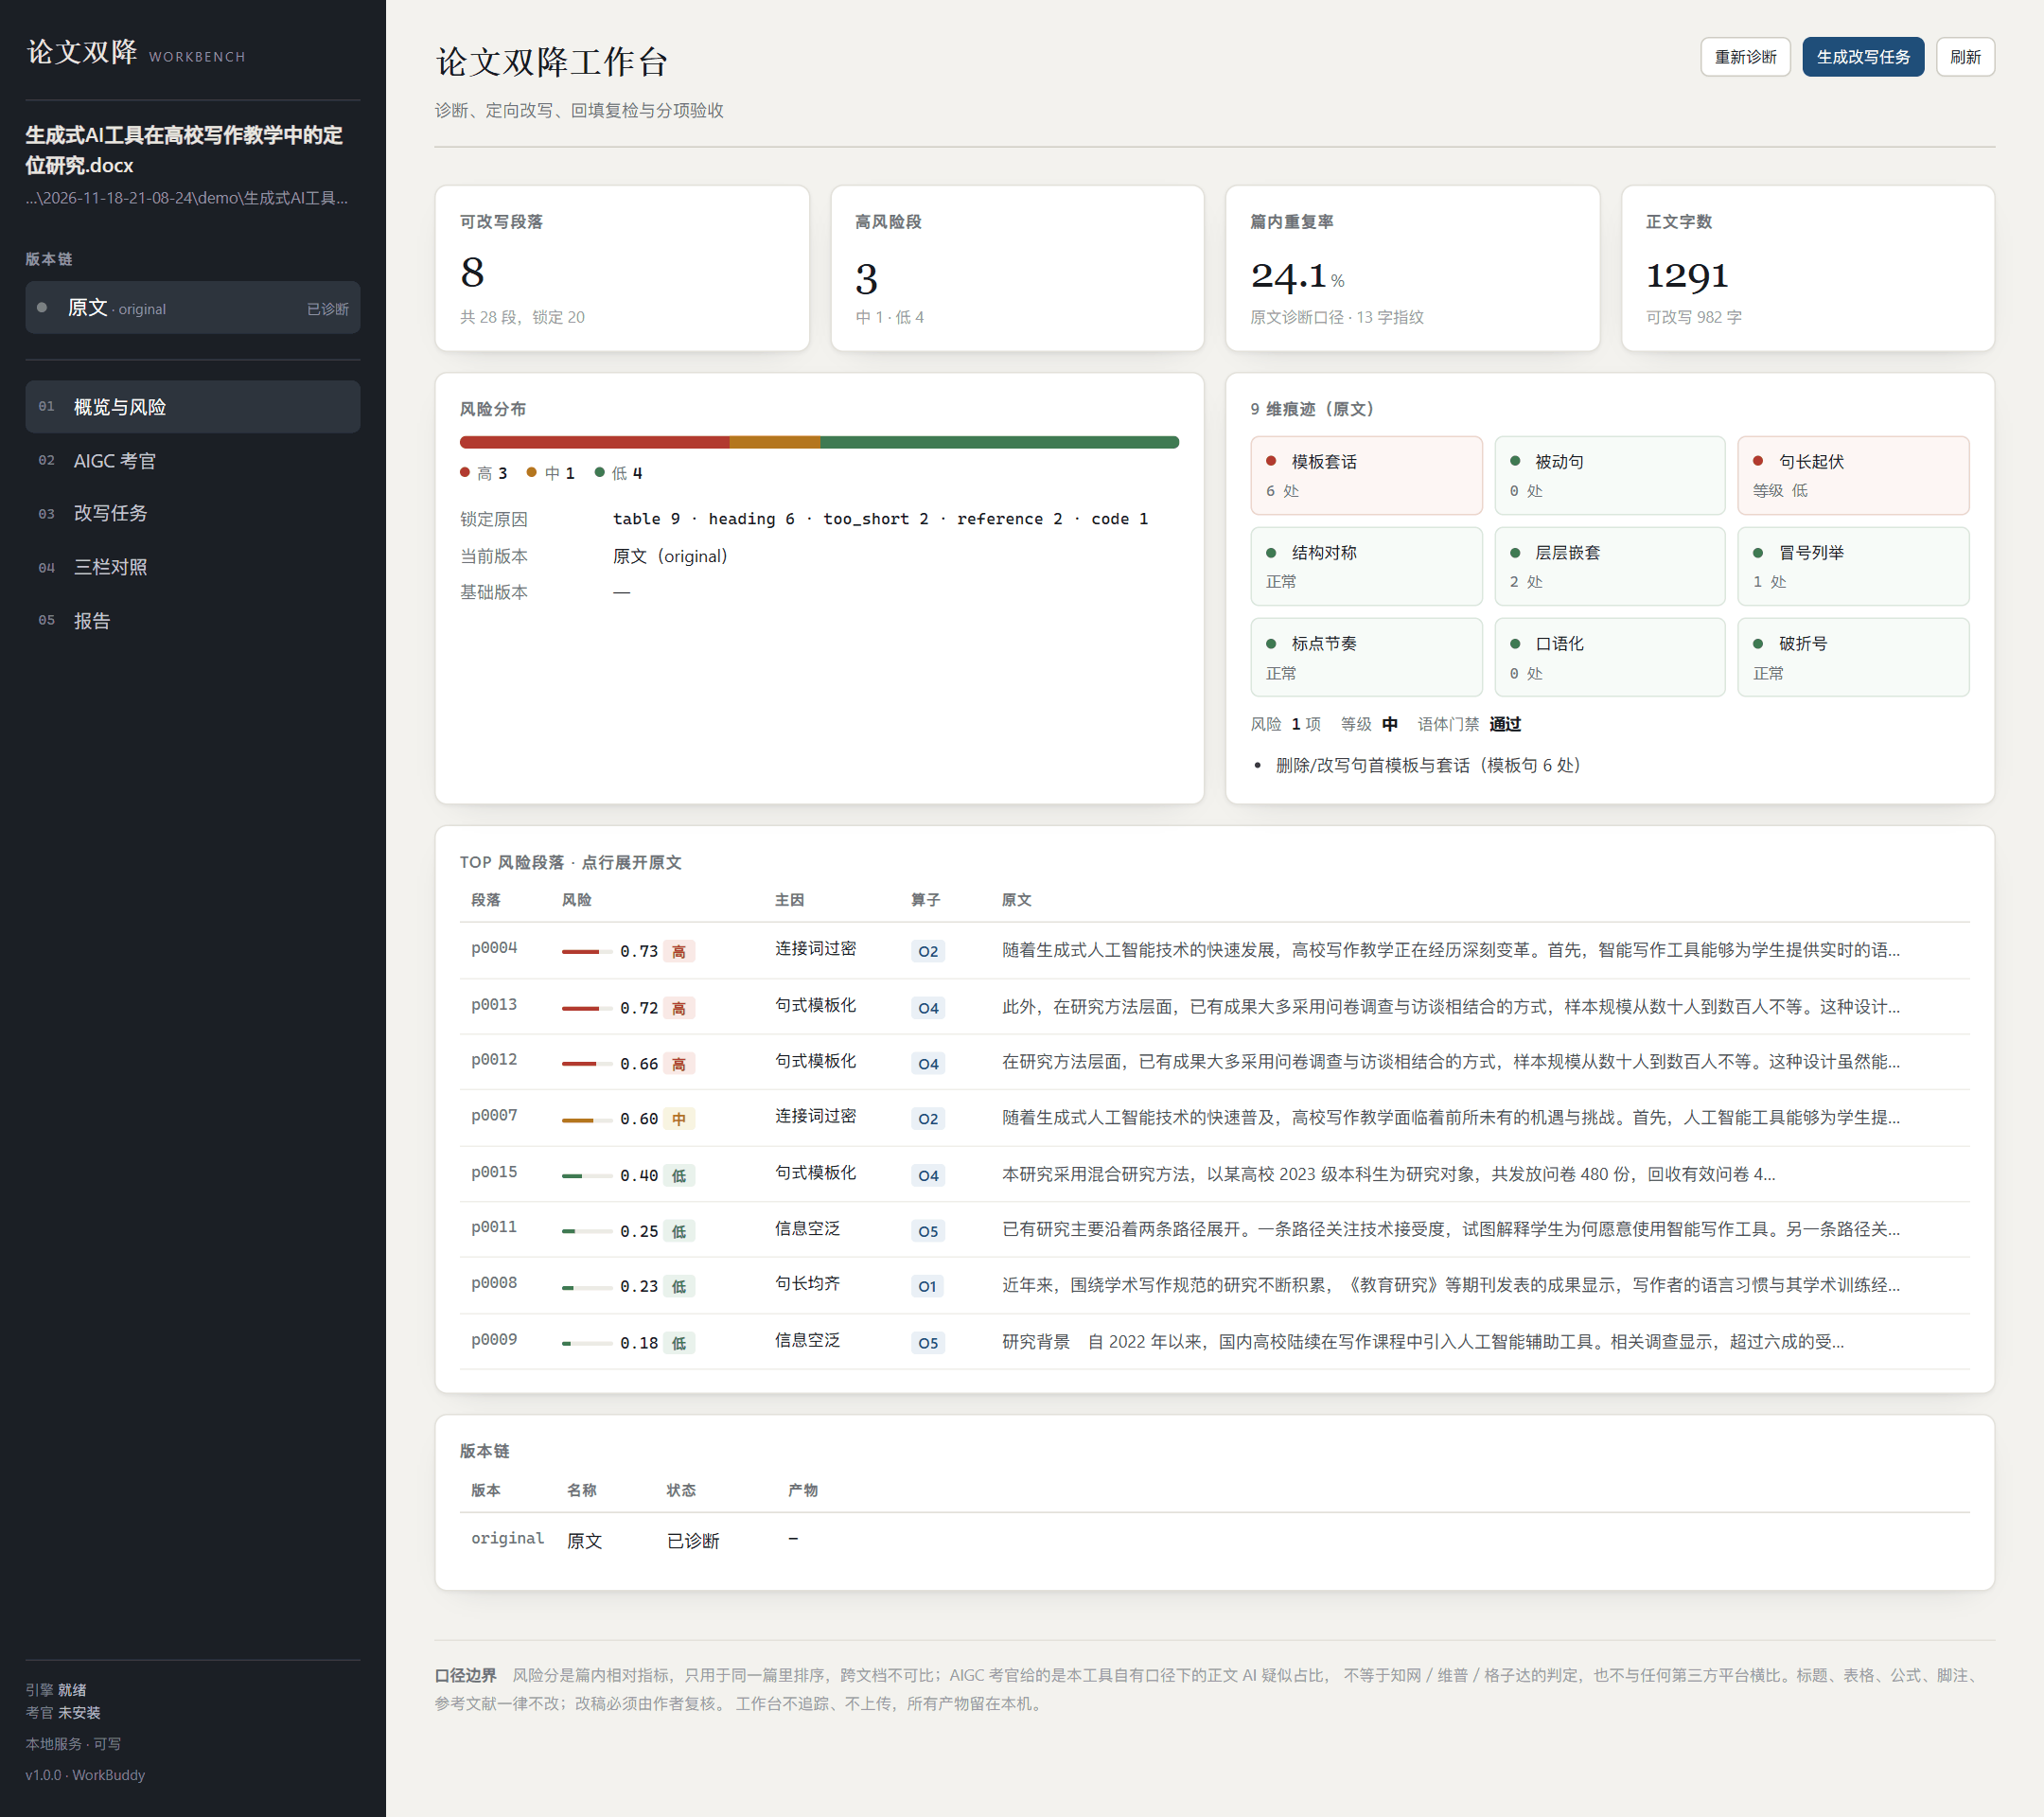 论文双降 WORKBENCH
生成式AI工具在高校写作教学中的定
位研究.docx
...\2026-11-18-21-08-24\demo\生成式AI工具...
版本链
原文 · original 已诊断
01 概览与风险
02 AIGC 考官
03 改写任务
04 三栏对照
05 报告
引擎 就绪
考官 未安装
本地服务 · 可写
v1.0.0 · WorkBuddy
论文双降工作台
诊断、定向改写、回填复检与分项验收
重新诊断 生成改写任务 刷新
可改写段落
8
共 28 段，锁定 20
高风险段
3
中 1 · 低 4
篇内重复率
24.1 %
原文诊断口径 · 13 字指纹
正文字数
1291
可改写 982 字
风险分布
高 3 中 1 低 4
锁定原因 table 9 · heading 6 · too_short 2 · reference 2 · code 1
当前版本 原文（original）
基础版本 —
9 维痕迹（原文）
模板套话 被动句 句长起伏
6 处 0 处 等级 低
结构对称 层层嵌套 冒号列举
正常 2 处 1 处
标点节奏 口语化 破折号
正常 0 处 正常
风险 1 项 等级 中 语体门禁 通过
• 删除/改写句首模板与套话（模板句 6 处）
TOP 风险段落 · 点行展开原文
段落 风险 主因 算子 原文
p0004 0.73 高 连接词过密 O2 随着生成式人工智能技术的快速发展，高校写作教学正在经历深刻变革。首先，智能写作工具能够为学生提供实时的语...
p0013 0.72 高 句式模板化 O4 此外，在研究方法层面，已有成果大多采用问卷调查与访谈相结合的方式，样本规模从数十人到数百人不等。这种设计...
p0012 0.66 高 句式模板化 O4 在研究方法层面，已有成果大多采用问卷调查与访谈相结合的方式，样本规模从数十人到数百人不等。这种设计虽然能...
p0007 0.60 中 连接词过密 O2 随着生成式人工智能技术的快速普及，高校写作教学面临着前所未有的机遇与挑战。首先，人工智能工具能够为学生提...
p0015 0.40 低 句式模板化 O4 本研究采用混合研究方法，以某高校 2023 级本科生为研究对象，共发放问卷 480 份，回收有效问卷 4...
p0011 0.25 低 信息空泛 O5 已有研究主要沿着两条路径展开。一条路径关注技术接受度，试图解释学生为何愿意使用智能写作工具。另一条路径关...
p0008 0.23 低 句长均齐 O1 近年来，围绕学术写作规范的研究不断积累，《教育研究》等期刊发表的成果显示，写作者的语言习惯与其学术训练经...
p0009 0.18 低 信息空泛 O5 研究背景 自 2022 年以来，国内高校陆续在写作课程中引入人工智能辅助工具。相关调查显示，超过六成的受...
版本链
版本 名称 状态 产物
original 原文 已诊断 —
口径边界 风险分是篇内相对指标，只用于同一篇里排序，跨文档不可比；AIGC 考官给的是本工具自有口径下的正文 AI 疑似占比， 不等于知网 / 维普 / 格子达的判定，也不与任何第三方平台横比。标题、表格、公式、脚注、
参考文献一律不改；改稿必须由作者复核。 工作台不追踪、不上传，所有产物留在本机。